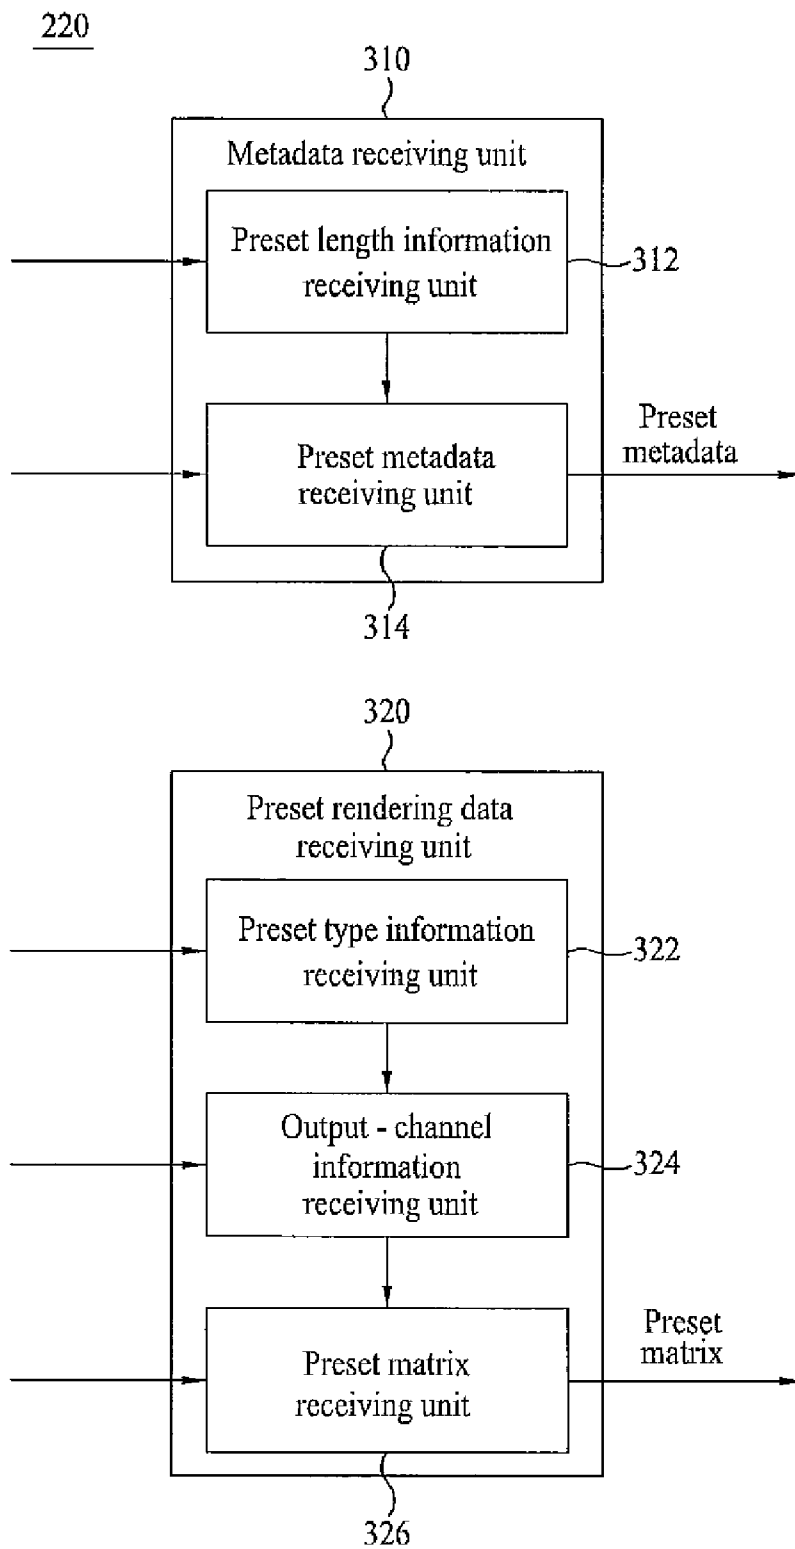 220
310
Metadata receiving unit
Preset length information
receiving unit
312
Preset metadata
receiving unit
Preset
metadata
314
320
Preset rendering data
receiving unit
Preset type information
receiving unit
322
Output - channel
information
receiving unit
324
Preset matrix
receiving unit
Preset
matrix
326